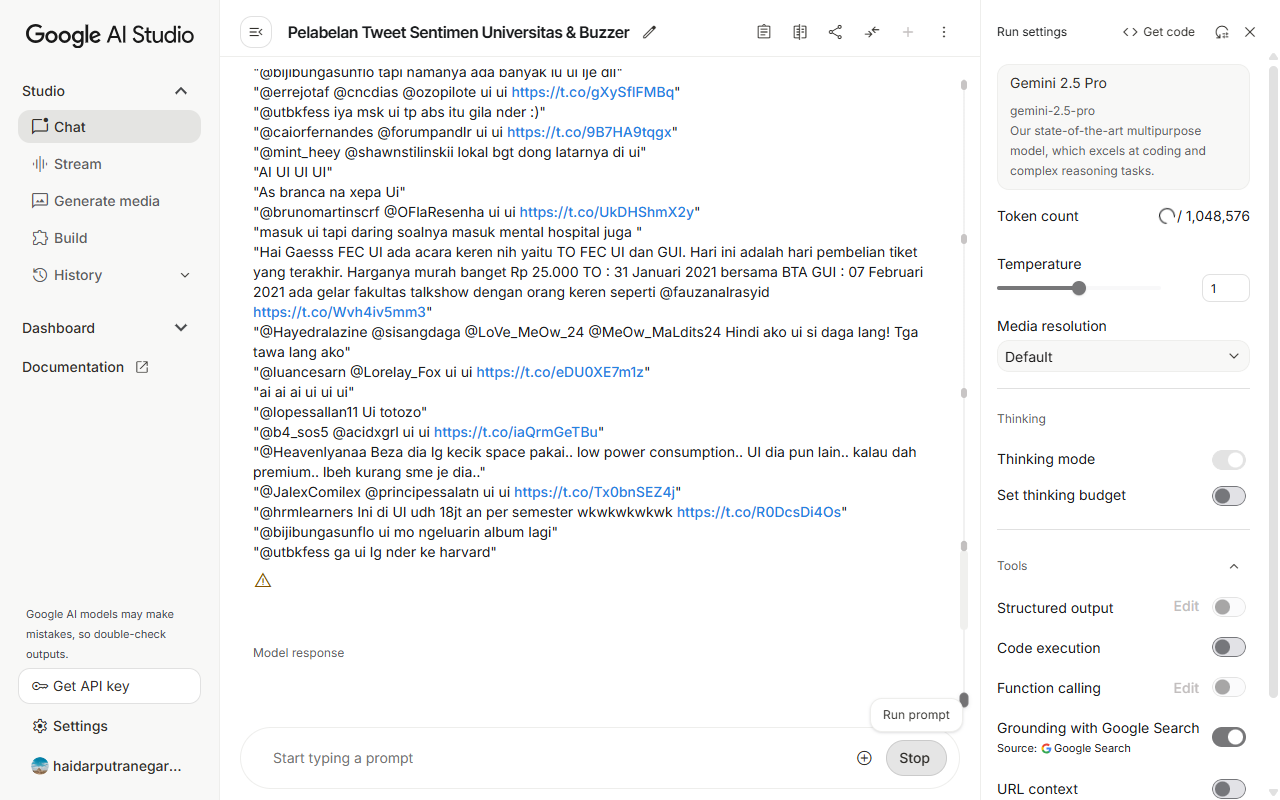 Google AI Studio
Studio
Chat
Stream
Generate media
Build
History
Dashboard
Documentation
Google AI models may make
mistakes, so double-check
outputs.
Get API key
Settings
haidarputranegar...
Pelabelan Tweet Sentimen Universitas & Buzzer
"@bijibungasunflo tapi namanya ada banyak lu ui ije dll"
"@errejotaf @cncdias @ozopilote ui ui https://t.co/gXySfIFMBq"
"@utbkfess iya msk ui tp abs itu gila nder :)"
"@caiorfernandes @forumpandlr ui ui https://t.co/9B7HA9tqgx"
"@mint_heey @shawnstilinskii lokal bgt dong latarnya di ui"
"AI UI UI UI"
"As branca na xepa Ui"
"@brunomartinscrf @OFlaResenha ui ui https://t.co/UkDHShmX2y"
"masuk ui tapi daring soalnya masuk mental hospital juga "
"Hai Gaesss FEC UI ada acara keren nih yaitu TO FEC UI dan GUI. Hari ini adalah hari pembelian tiket
yang terakhir. Harganya murah banget Rp 25.000 TO : 31 Januari 2021 bersama BTA GUI : 07 Februari
2021 ada gelar fakultas talkshow dengan orang keren seperti @fauzanalrasyid
https://t.co/Wvh4iv5mm3"
"@Hayedralazine @sisangdaga @LoVe_MeOw_24 @MeOw_MaLdits24 Hindi ako ui si daga lang! Tga
tawa lang ako"
"@luancesarn @Lorelay_Fox ui ui https://t.co/eDU0XE7m1z"
"ai ai ai ui ui ui"
"@lopessallan11 Ui totozo"
"@b4_sos5 @acidxgrl ui ui https://t.co/iaQrmGeTBu"
"@Heavenlyanaa Beza dia lg kecik space pakai.. low power consumption.. UI dia pun lain.. kalau dah
premium.. lbeh kurang sme je dia.."
"@JalexComilex @principessalatn ui ui https://t.co/Tx0bnSEZ4j"
"@hrmlearners Ini di UI udh 18jt an per semester wkwkwkwkwk https://t.co/R0DcsDi4Os"
"@bijibungasunflo ui mo ngeluarin album lagi"
"@utbkfess ga ui lg nder ke harvard"
Model response
Run prompt
Start typing a prompt
Stop
Run settings
Get code
Gemini 2.5 Pro
gemini-2.5-pro
Our state-of-the-art multipurpose
model, which excels at coding and
complex reasoning tasks.
Token count
/ 1,048,576
Temperature
1
Media resolution
Default
Thinking
Thinking mode
Set thinking budget
Tools
Structured output
Edit
Code execution
Function calling
Edit
Grounding with Google Search
Source: Google Search
URL context